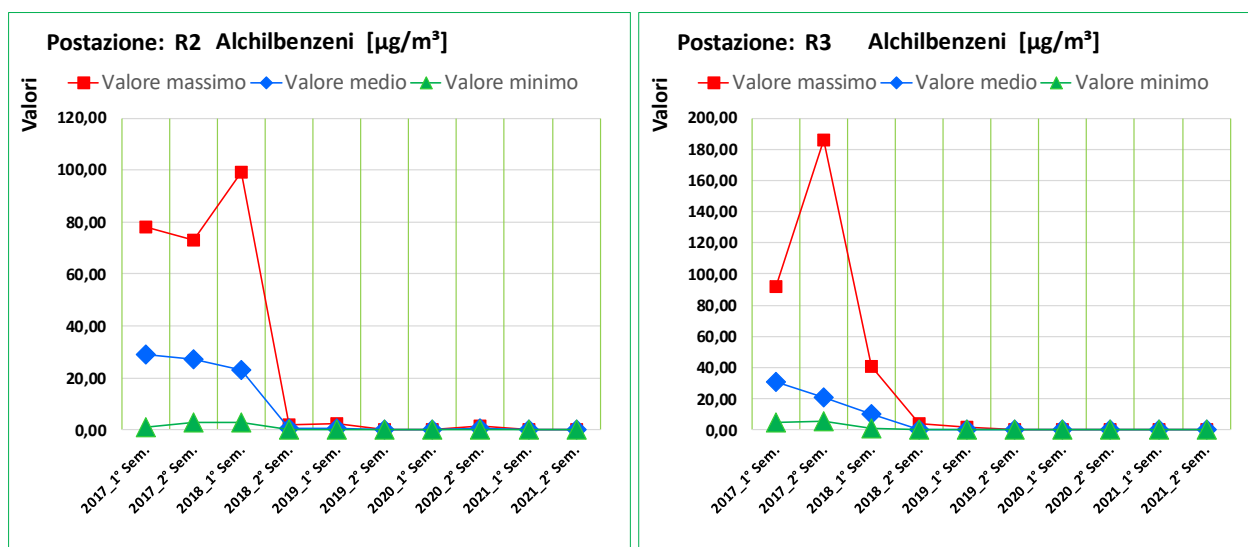 Postazione: R2 Alchilbenzeni [µg/m³]
Valore massimo Valore medio Valore minimo
Valori
120,00
100,00
80,00
60,00
40,00
20,00
0,00
2017_1° Sem.
2017_2° Sem.
2018_1° Sem.
2018_2° Sem.
2019_1° Sem.
2019_2° Sem.
2020_1° Sem.
2020_2° Sem.
2021_1° Sem.
2021_2° Sem.
Postazione: R3 Alchilbenzeni [µg/m³]
Valore massimo Valore medio Valore minimo
Valori
200,00
180,00
160,00
140,00
120,00
100,00
80,00
60,00
40,00
20,00
0,00
2017_1° Sem.
2017_2° Sem.
2018_1° Sem.
2018_2° Sem.
2019_1° Sem.
2019_2° Sem.
2020_1° Sem.
2020_2° Sem.
2021_1° Sem.
2021_2° Sem.